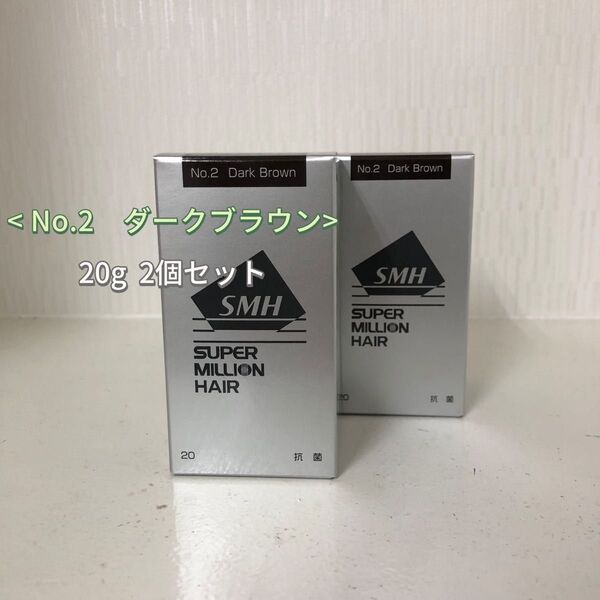 No.2 Dark Brown
No.2 Dark Brown
< No.2　ダークブラウン>
20g 2個セット
SMH
SUPER
MILLION
HAIR
20 抗菌
SMH
SUPER
MILLION
HAIR
20 抗菌